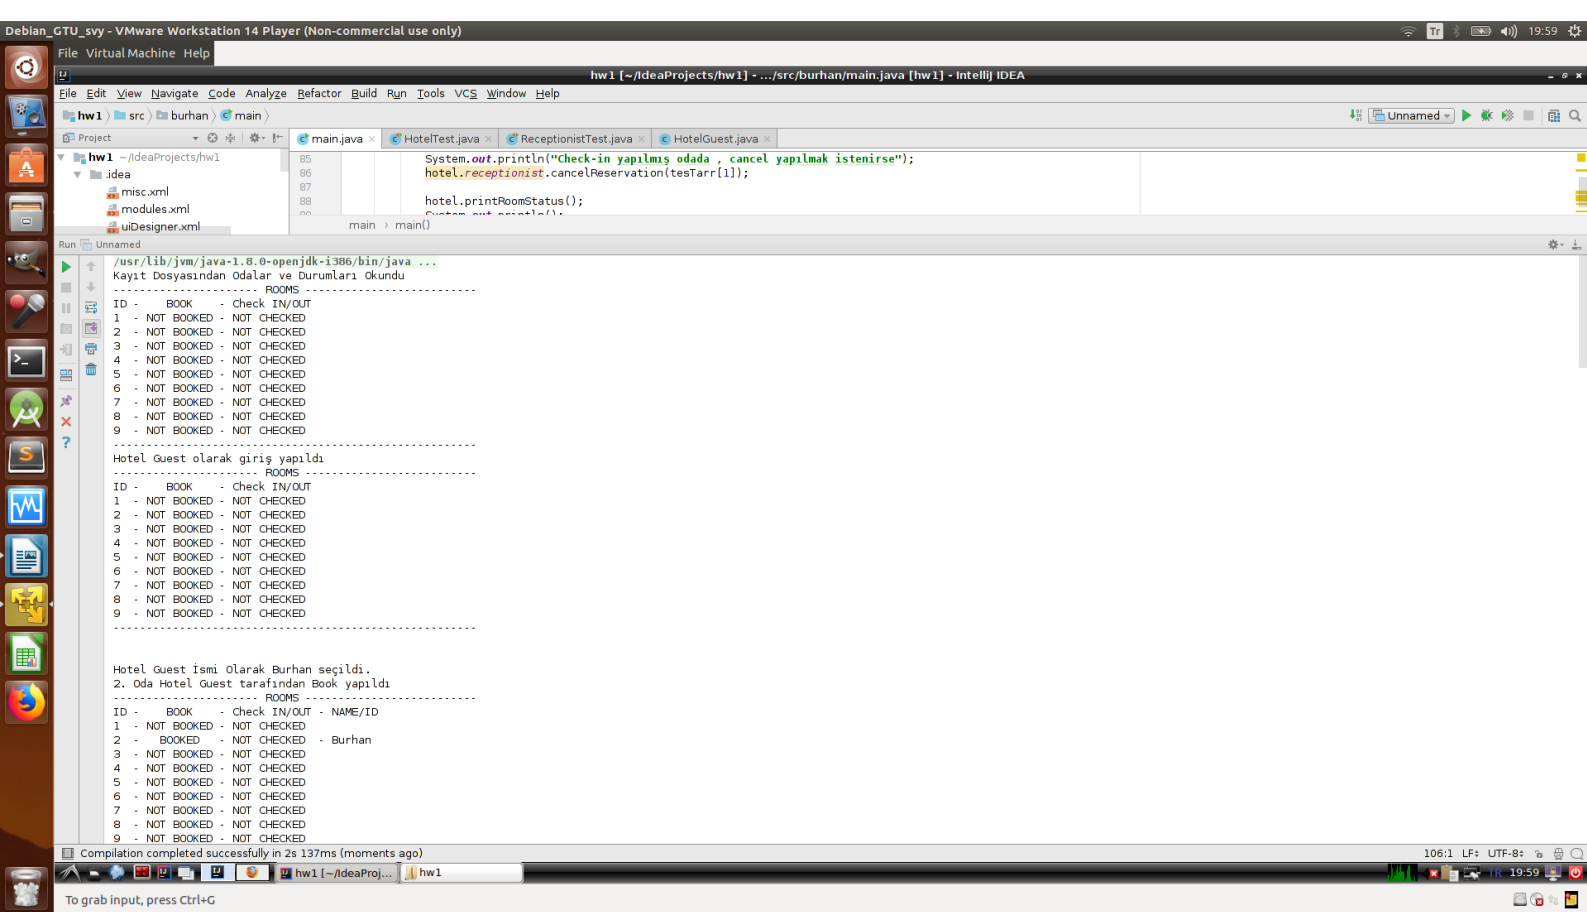 Debian_GTU_svy - VMware Workstation 14 Player (Non-commercial use only)
Tr
19:59
File Virtual Machine Help
hw1 [~/IdeaProjects/hw1] - .../src/burhan/main.java [hw1] - IntelliJ IDEA
File Edit View Navigate Code Analyze Refactor Build Run Tools VCS Window Help
hw1 src burhan main
Unnamed
Project
main.java HotelTest.java ReceptionistTest.java HotelGuest.java
hw1 ~/IdeaProjects/hw1
.idea
misc.xml
modules.xml
uiDesigner.xml
85 System.out.println("Check-in yapılmış odada , cancel yapılmak istenirse");
86 hotel.receptionist.cancelReservation(tesTarr[1]);
87
88 hotel.printRoomStatus();
System.out.println();
main › main()
Run Unnamed
/usr/lib/jvm/java-1.8.0-openjdk-i386/bin/java ...
Kayıt Dosyasından Odalar ve Durumları Okundu
---------------------- ROOMS --------------------------
ID - BOOK - Check IN/OUT
1 - NOT BOOKED - NOT CHECKED
2 - NOT BOOKED - NOT CHECKED
3 - NOT BOOKED - NOT CHECKED
4 - NOT BOOKED - NOT CHECKED
5 - NOT BOOKED - NOT CHECKED
6 - NOT BOOKED - NOT CHECKED
7 - NOT BOOKED - NOT CHECKED
8 - NOT BOOKED - NOT CHECKED
9 - NOT BOOKED - NOT CHECKED
-------------------------------------------------------
Hotel Guest olarak giriş yapıldı
---------------------- ROOMS --------------------------
ID - BOOK - Check IN/OUT
1 - NOT BOOKED - NOT CHECKED
2 - NOT BOOKED - NOT CHECKED
3 - NOT BOOKED - NOT CHECKED
4 - NOT BOOKED - NOT CHECKED
5 - NOT BOOKED - NOT CHECKED
6 - NOT BOOKED - NOT CHECKED
7 - NOT BOOKED - NOT CHECKED
8 - NOT BOOKED - NOT CHECKED
9 - NOT BOOKED - NOT CHECKED
-------------------------------------------------------
Hotel Guest İsmi Olarak Burhan seçildi.
2. Oda Hotel Guest tarafından Book yapıldı
---------------------- ROOMS --------------------------
ID - BOOK - Check IN/OUT - NAME/ID
1 - NOT BOOKED - NOT CHECKED
2 - BOOKED - NOT CHECKED - Burhan
3 - NOT BOOKED - NOT CHECKED
4 - NOT BOOKED - NOT CHECKED
5 - NOT BOOKED - NOT CHECKED
6 - NOT BOOKED - NOT CHECKED
7 - NOT BOOKED - NOT CHECKED
8 - NOT BOOKED - NOT CHECKED
9 - NOT BOOKED - NOT CHECKED
Compilation completed successfully in 2s 137ms (moments ago)
106:1 LF÷ UTF-8÷
hw1 [~/IdeaProj... hw1
TR 19:59
To grab input, press Ctrl+G